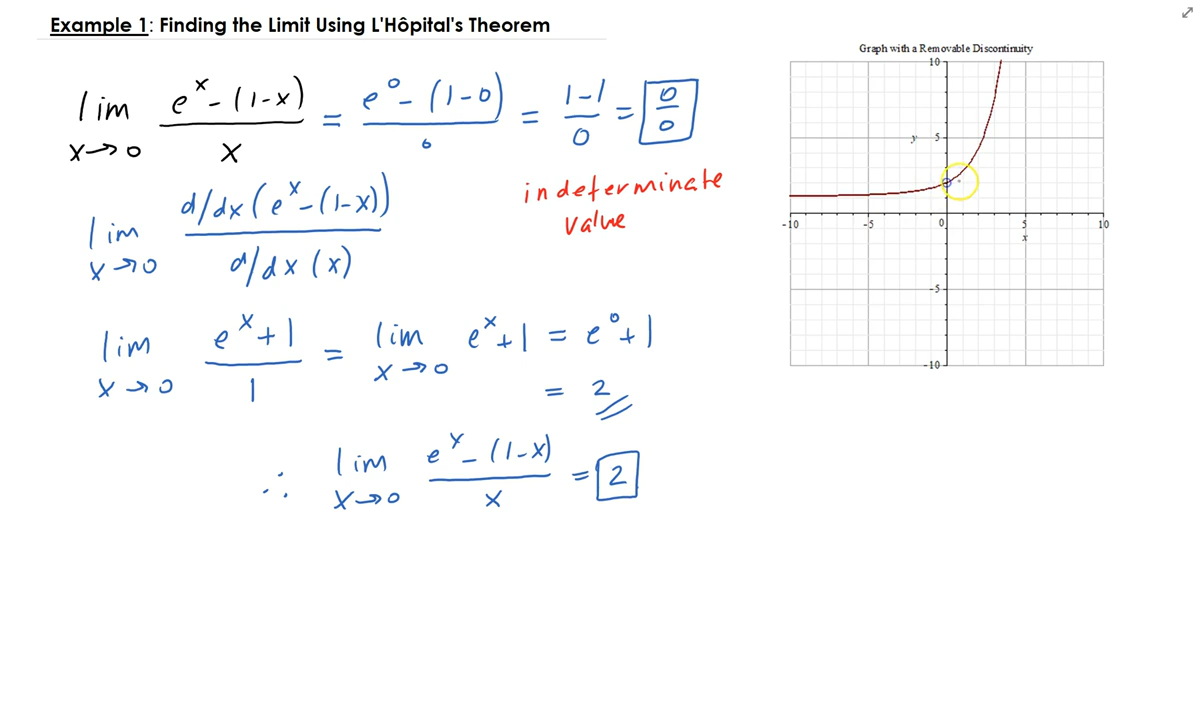 Example 1: Finding the Limit Using L'Hôpital's Theorem
lim x→0 (e^x - (1-x))/x = (e^0 - (1-0))/0 = (1-1)/0 = 0/0
indeterminate
value
lim x→0 d/dx(e^x - (1-x)) / d/dx(x)
lim x→0 (e^x + 1)/1 = lim x→0 e^x + 1 = e^0 + 1
= 2
∴ lim x→0 (e^x - (1-x))/x = 2
Graph with a Removable Discontinuity
10
y 5
-10 -5 0 5 10
x
-5
-10